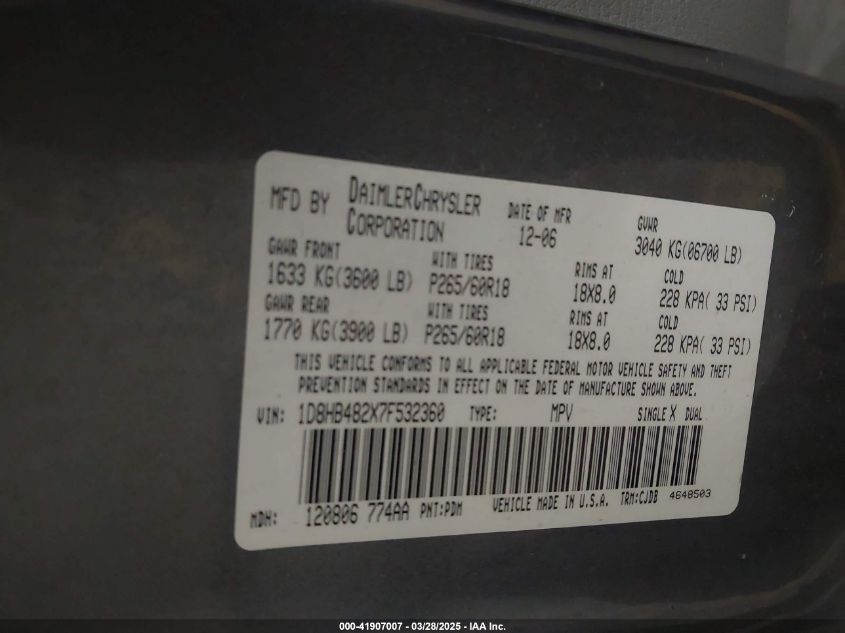 MFD BY DAIMLERCHRYSLER CORPORATION DATE OF MFR 12-06 GVWR 3040 KG(06700 LB)
GAWR FRONT WITH TIRES RIMS AT COLD
1633 KG(3600 LB) P265/60R18 18X8.0 228 KPA( 33 PSI)
GAWR REAR WITH TIRES RIMS AT COLD
1770 KG(3900 LB) P265/60R18 18X8.0 228 KPA( 33 PSI)
THIS VEHICLE CONFORMS TO ALL APPLICABLE FEDERAL MOTOR VEHICLE SAFETY AND THEFT
PREVENTION STANDARDS IN EFFECT ON THE DATE OF MANUFACTURE SHOWN ABOVE.
VIN: 1D8HB482X7F532360 TYPE: MPV SINGLE X DUAL
MDH: 120806 774AA PNT:PDM VEHICLE MADE IN U.S.A. TRM:CJDB 4648503
000-41907007 — 03/28/2025 — IAA Inc.